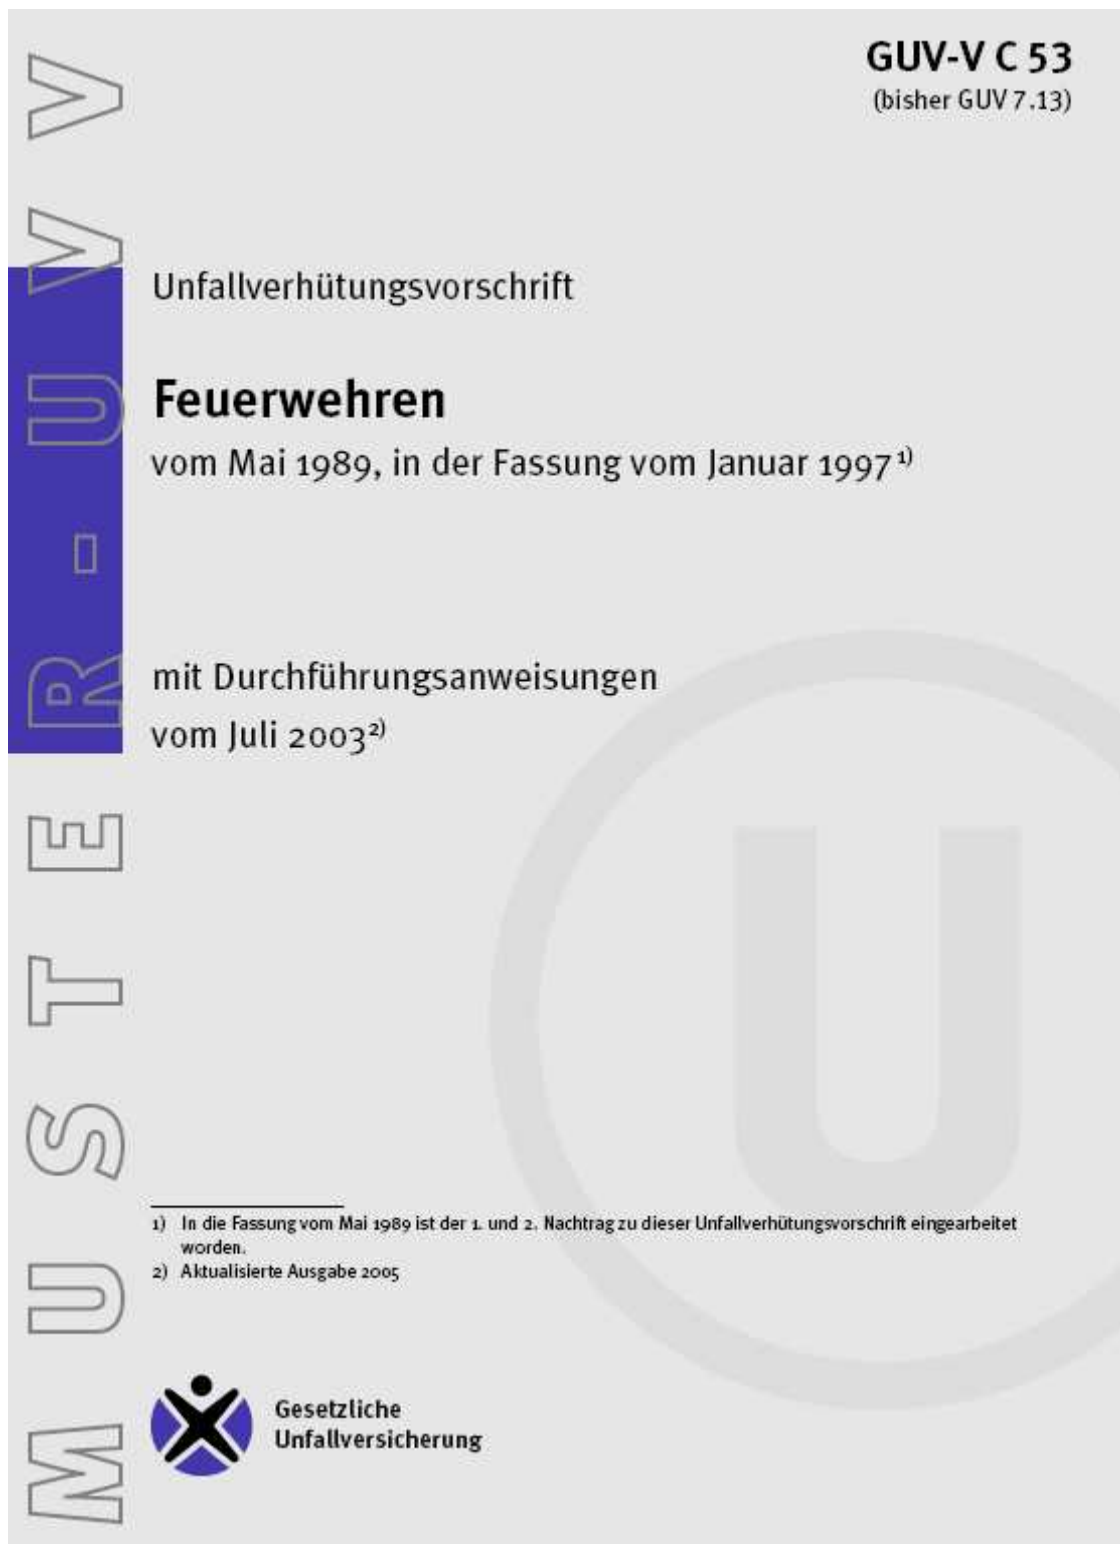 GUV-V C 53
(bisher GUV 7.13)
MUSTER-UVV
Unfallverhütungsvorschrift
Feuerwehren
vom Mai 1989, in der Fassung vom Januar 1997 1)
mit Durchführungsanweisungen
vom Juli 2003 2)
U
1) In die Fassung vom Mai 1989 ist der 1. und 2. Nachtrag zu dieser Unfallverhütungsvorschrift eingearbeitet
worden.
2) Aktualisierte Ausgabe 2005
Gesetzliche
Unfallversicherung